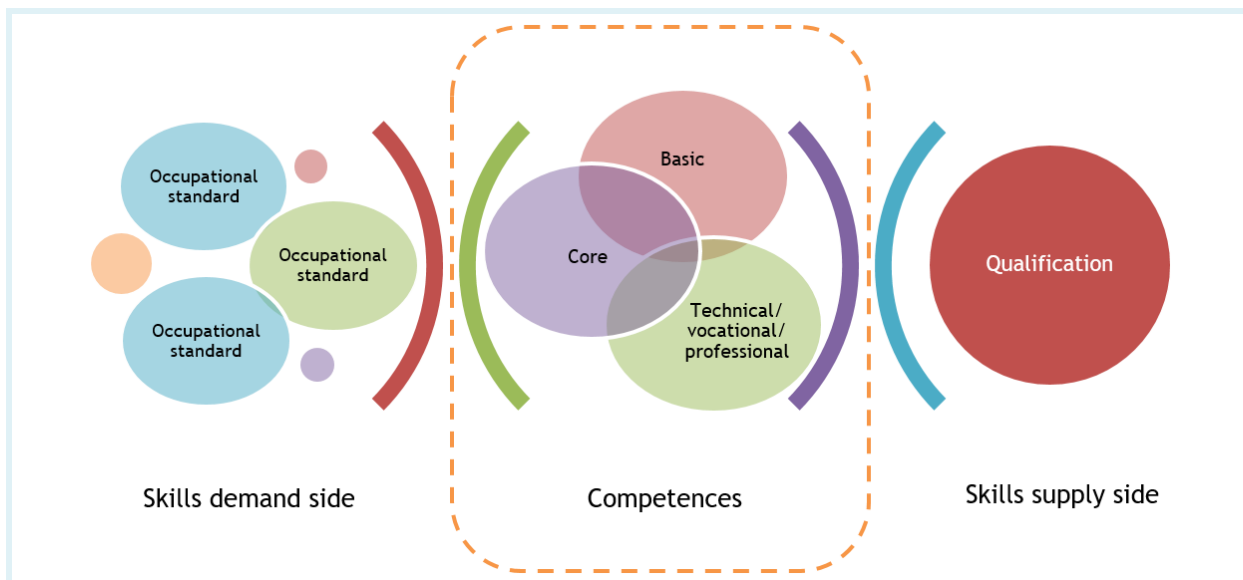 Occupational
standard
Occupational
standard
Occupational
standard
Basic
Core
Technical/
vocational/
professional
Qualification
Skills demand side
Competences
Skills supply side